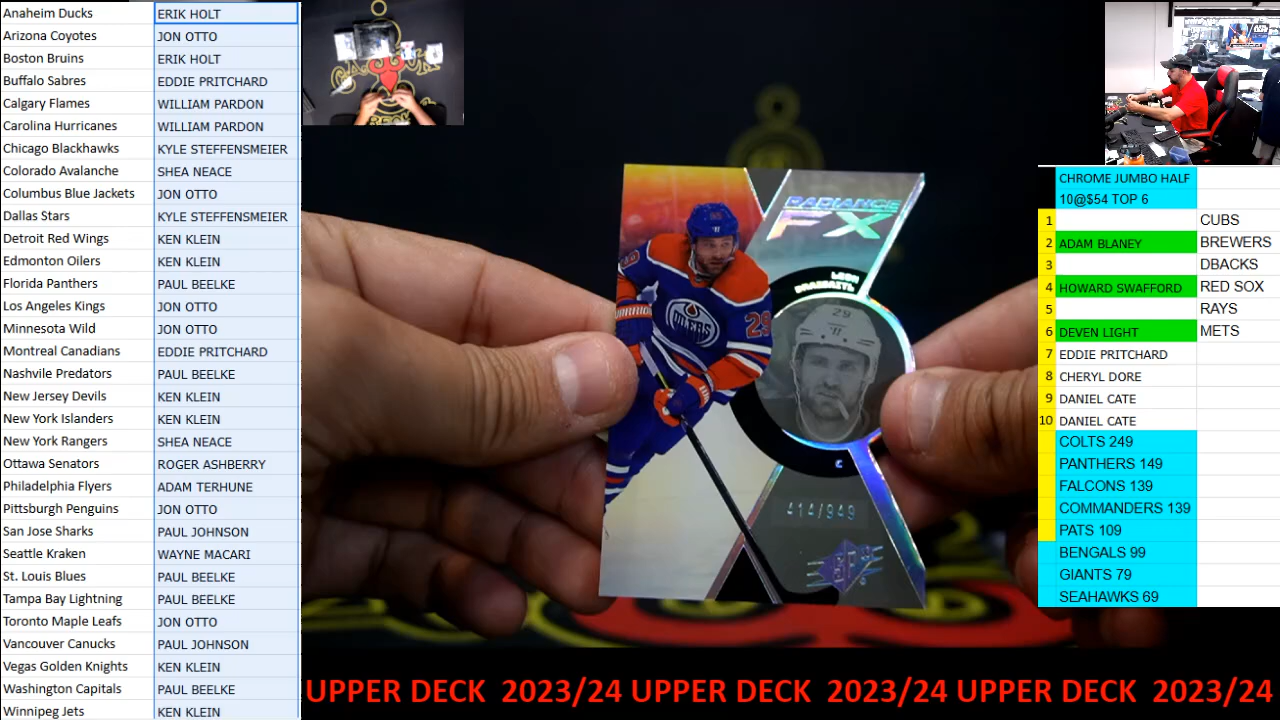 Anaheim Ducks ERIK HOLT
Arizona Coyotes JON OTTO
Boston Bruins ERIK HOLT
Buffalo Sabres EDDIE PRITCHARD
Calgary Flames WILLIAM PARDON
Carolina Hurricanes WILLIAM PARDON
Chicago Blackhawks KYLE STEFFENSMEIER
Colorado Avalanche SHEA NEACE
Columbus Blue Jackets JON OTTO
Dallas Stars KYLE STEFFENSMEIER
Detroit Red Wings KEN KLEIN
Edmonton Oilers KEN KLEIN
Florida Panthers PAUL BEELKE
Los Angeles Kings JON OTTO
Minnesota Wild JON OTTO
Montreal Canadians EDDIE PRITCHARD
Nashvile Predators PAUL BEELKE
New Jersey Devils KEN KLEIN
New York Islanders KEN KLEIN
New York Rangers SHEA NEACE
Ottawa Senators ROGER ASHBERRY
Philadelphia Flyers ADAM TERHUNE
Pittsburgh Penguins JON OTTO
San Jose Sharks PAUL JOHNSON
Seattle Kraken WAYNE MACARI
St. Louis Blues PAUL BEELKE
Tampa Bay Lightning PAUL BEELKE
Toronto Maple Leafs JON OTTO
Vancouver Canucks PAUL JOHNSON
Vegas Golden Knights KEN KLEIN
Washington Capitals PAUL BEELKE
Winnipeg Jets KEN KLEIN
RADIANCE
FX
LEON
DRAISAITL
29
OILERS
29
C
414/949
CHROME JUMBO HALF
10@$54 TOP 6
1 CUBS
2 ADAM BLANEY BREWERS
3 DBACKS
4 HOWARD SWAFFORD RED SOX
5 RAYS
6 DEVEN LIGHT METS
7 EDDIE PRITCHARD
8 CHERYL DORE
9 DANIEL CATE
10 DANIEL CATE
COLTS 249
PANTHERS 149
FALCONS 139
COMMANDERS 139
PATS 109
BENGALS 99
GIANTS 79
SEAHAWKS 69
UPPER DECK 2023/24 UPPER DECK 2023/24 UPPER DECK 2023/24